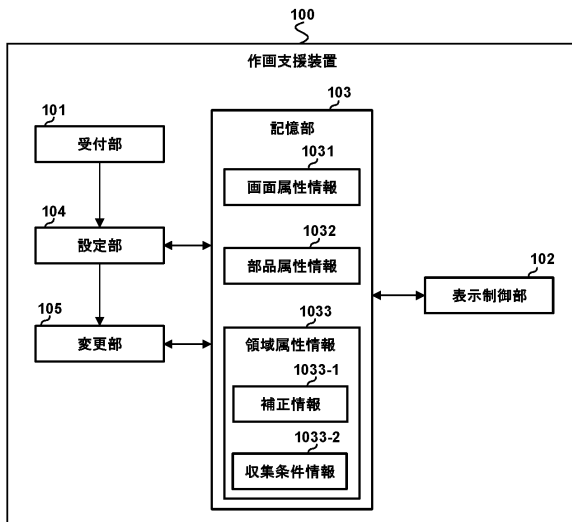 100
作画支援装置
101
受付部
104
設定部
105
変更部
103
記憶部
1031
画面属性情報
1032
部品属性情報
1033
領域属性情報
1033-1
補正情報
1033-2
収集条件情報
102
表示制御部